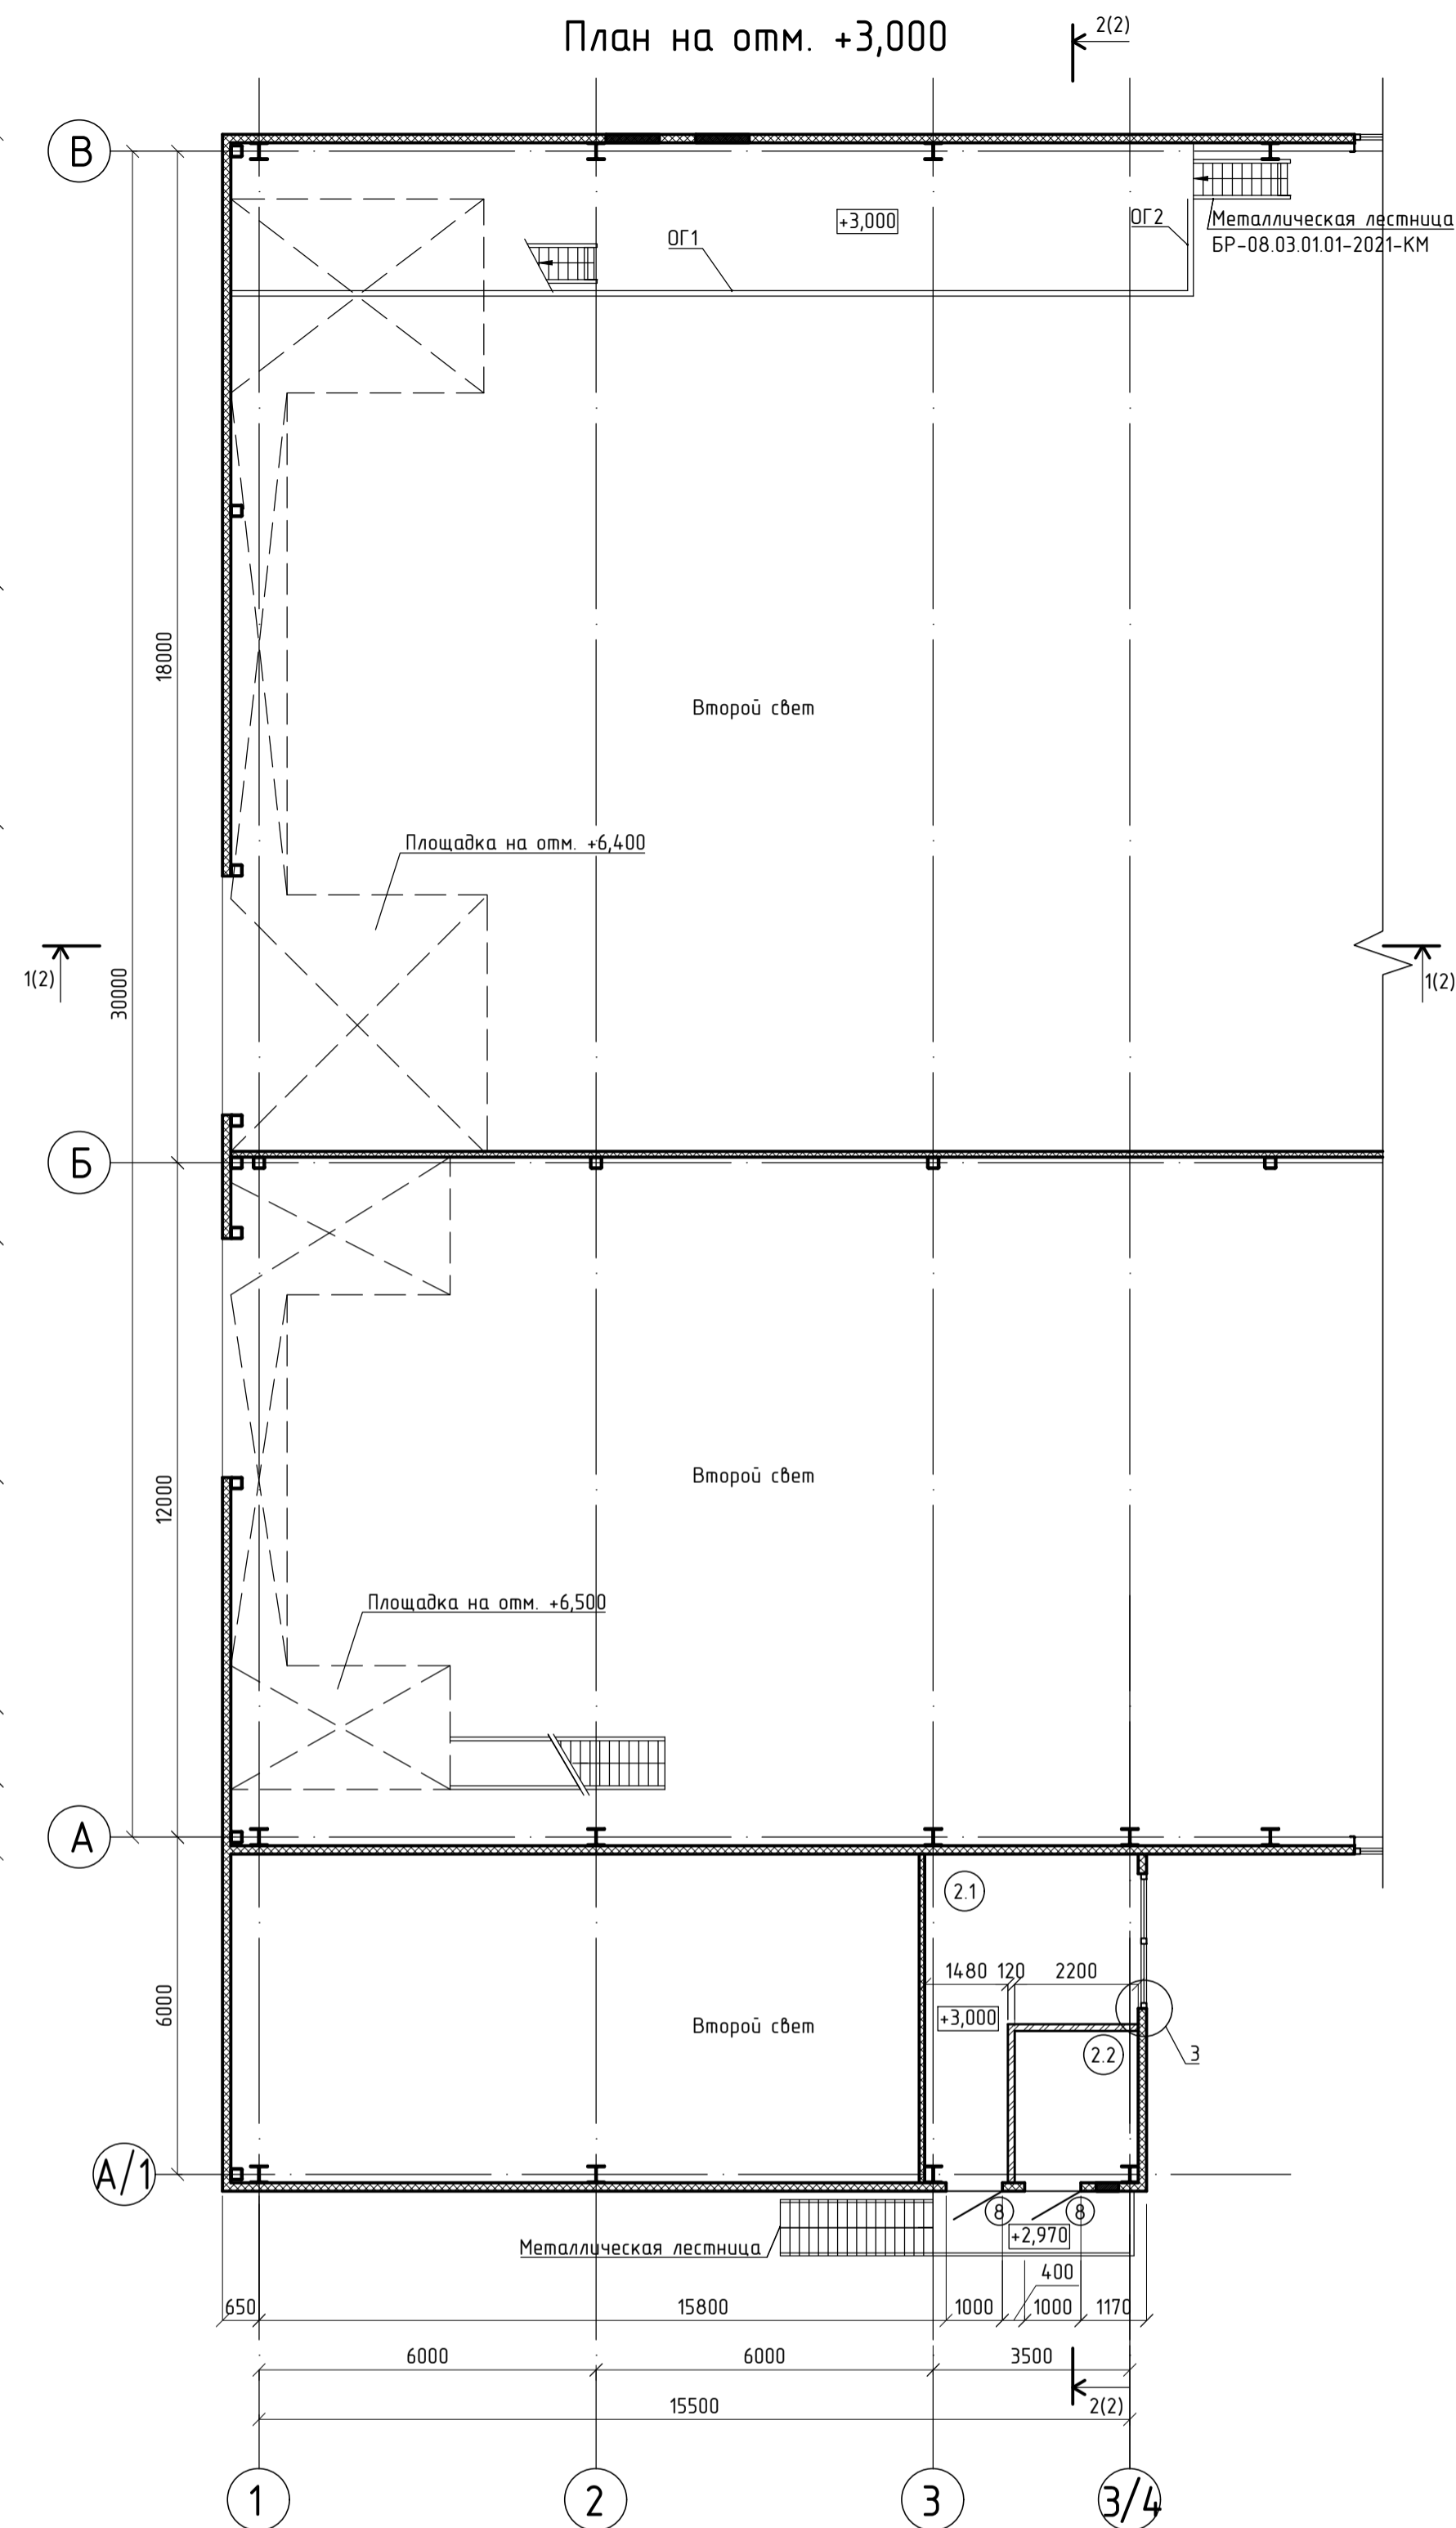 План на отм. +3,000
2(2)
В
+3,000
ОГ2
ОГ1
Металлическая лестница
БР-08.03.01.01-2021-КМ
18000
Второй свет
Площадка на отм. +6,400
1(2)
1(2)
30000
Б
Второй свет
12000
Площадка на отм. +6,500
А
2.1
1480
120
2200
6000
+3,000
Второй свет
2.2
3
А/1
8
8
+2,970
Металлическая лестница
400
650
15800
1000
1000
1170
6000
6000
3500
15500
2(2)
1
2
3
3/4